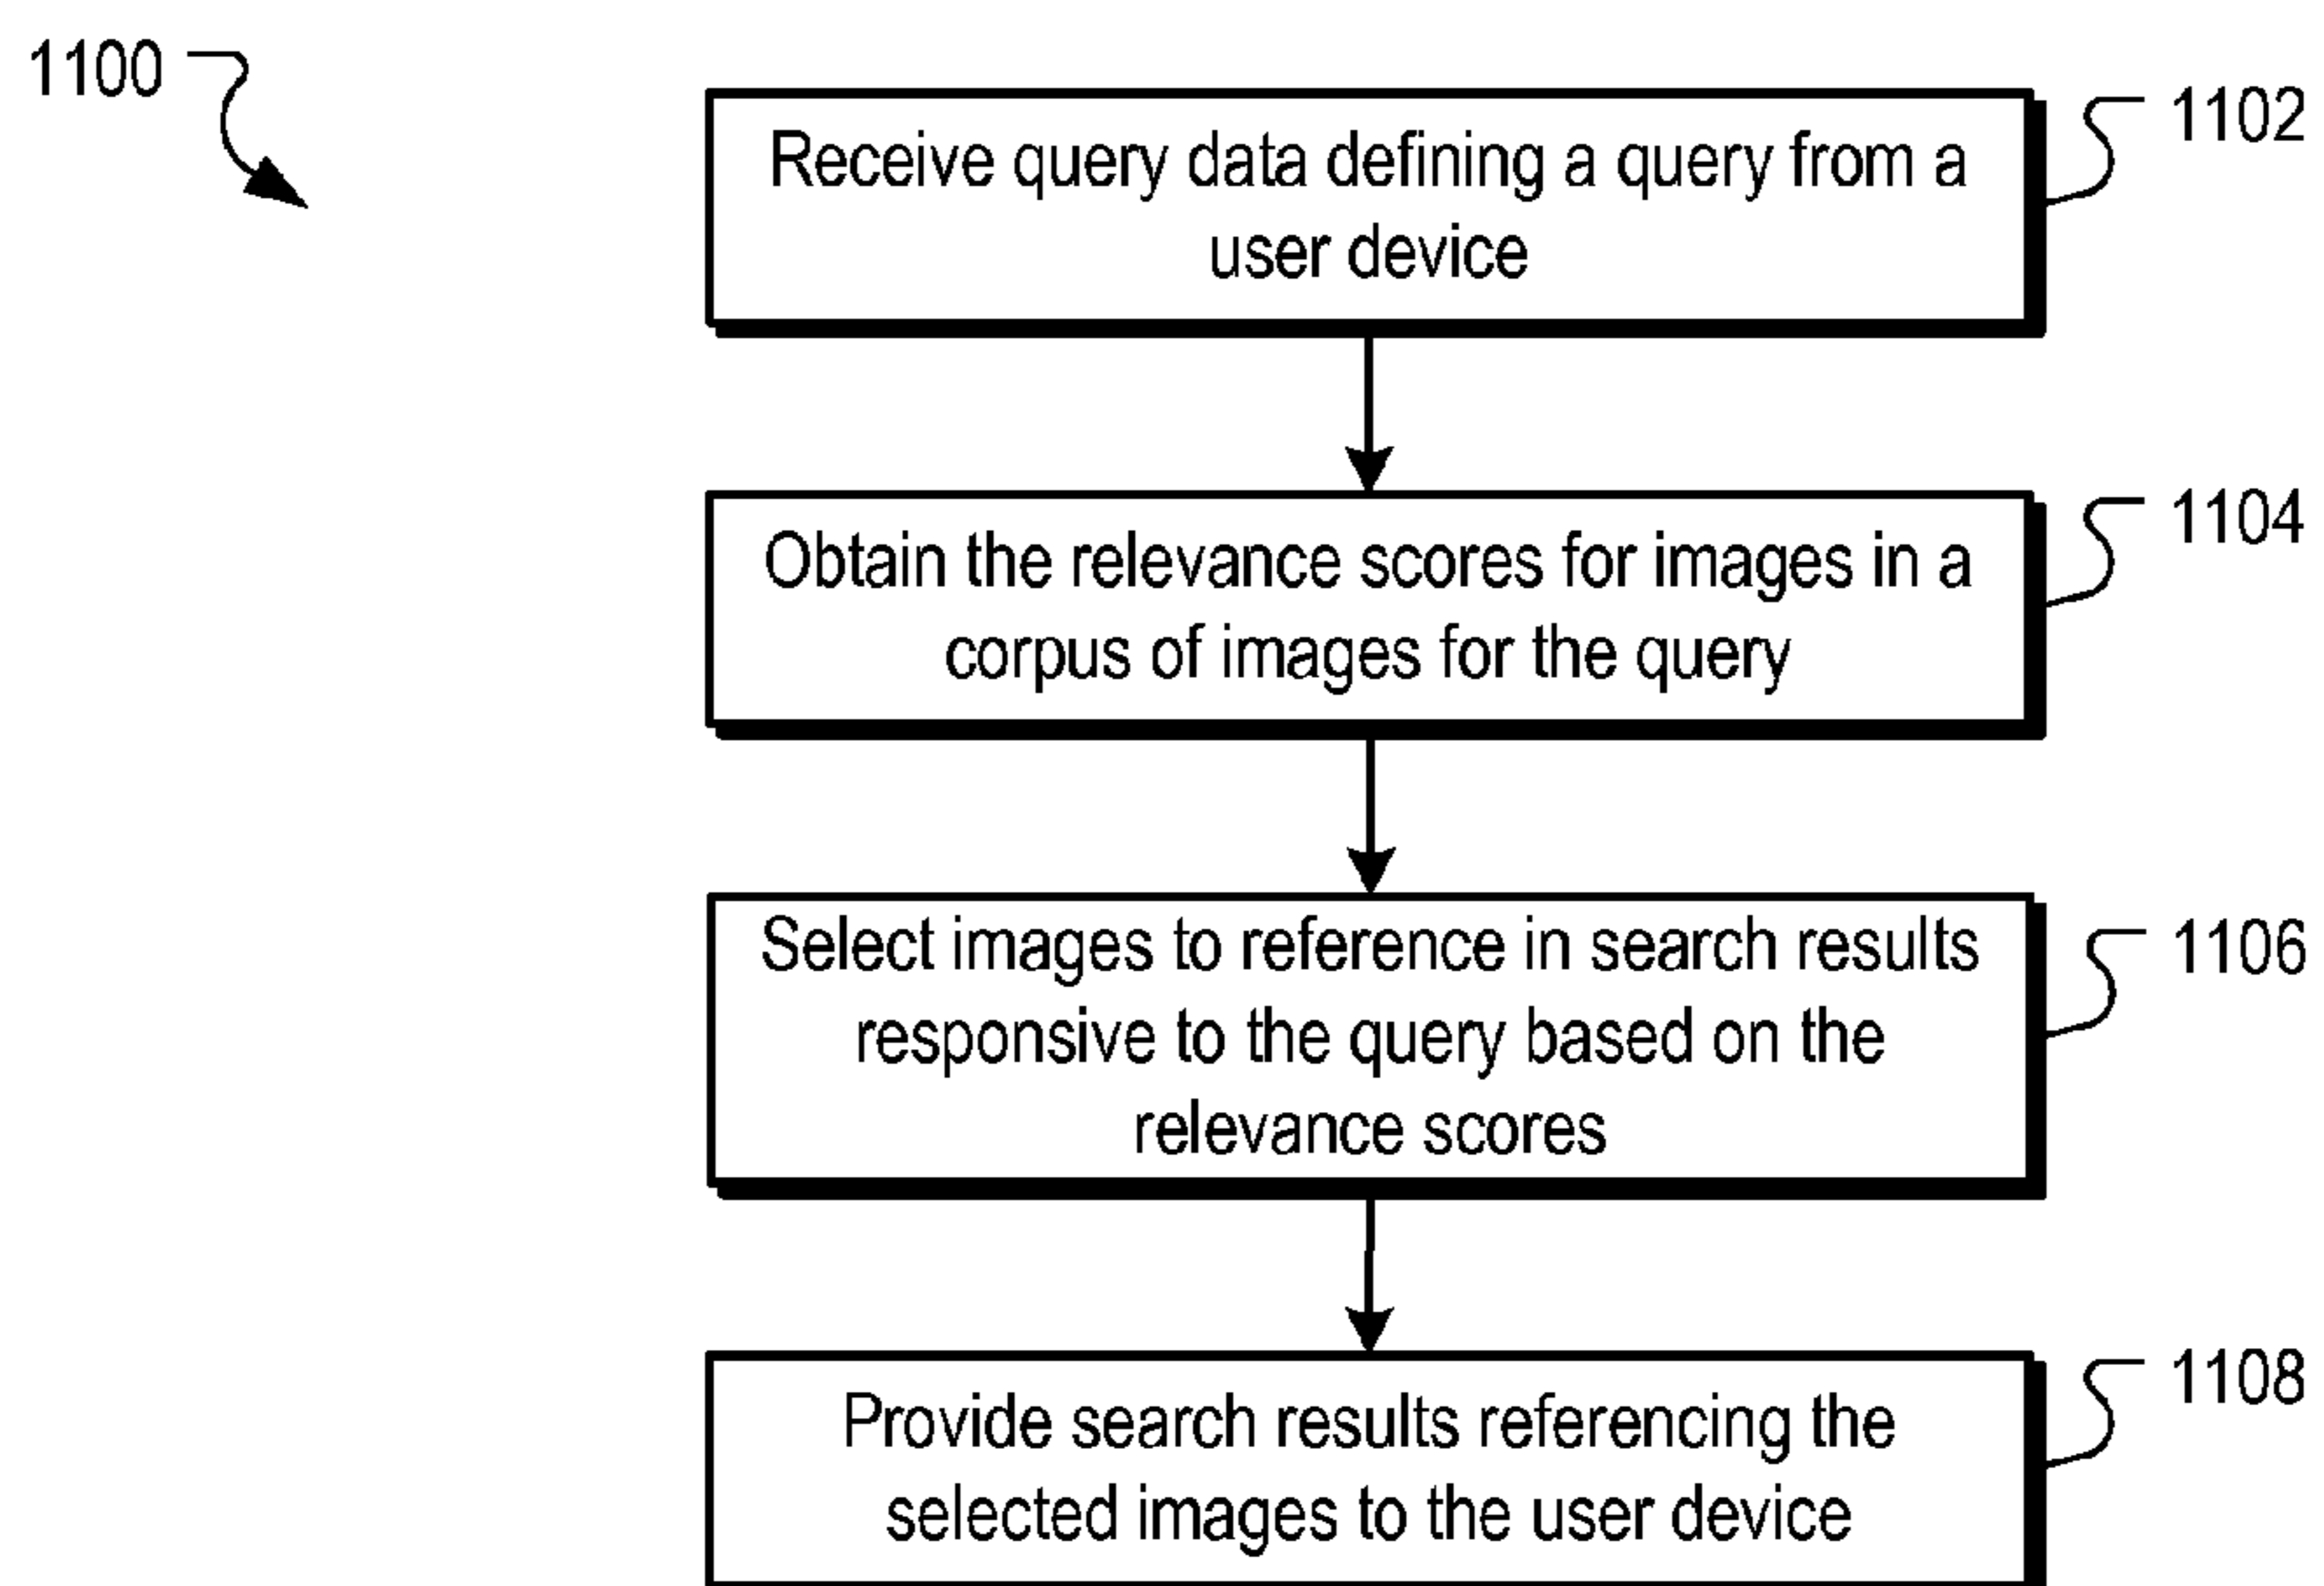 1100
Receive query data defining a query from a
user device
1102
Obtain the relevance scores for images in a
corpus of images for the query
1104
Select images to reference in search results
responsive to the query based on the
relevance scores
1106
Provide search results referencing the
selected images to the user device
1108